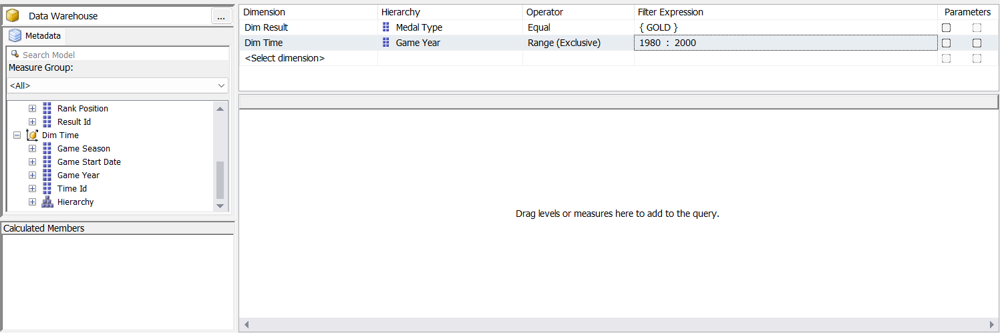 Data Warehouse
...
Metadata
Search Model
Measure Group:
<All>
Rank Position
Result Id
Dim Time
Game Season
Game Start Date
Game Year
Time Id
Hierarchy
Calculated Members
Dimension Hierarchy Operator Filter Expression Parameters
Dim Result Medal Type Equal { GOLD }
Dim Time Game Year Range (Exclusive) 1980 : 2000
<Select dimension>
Drag levels or measures here to add to the query.